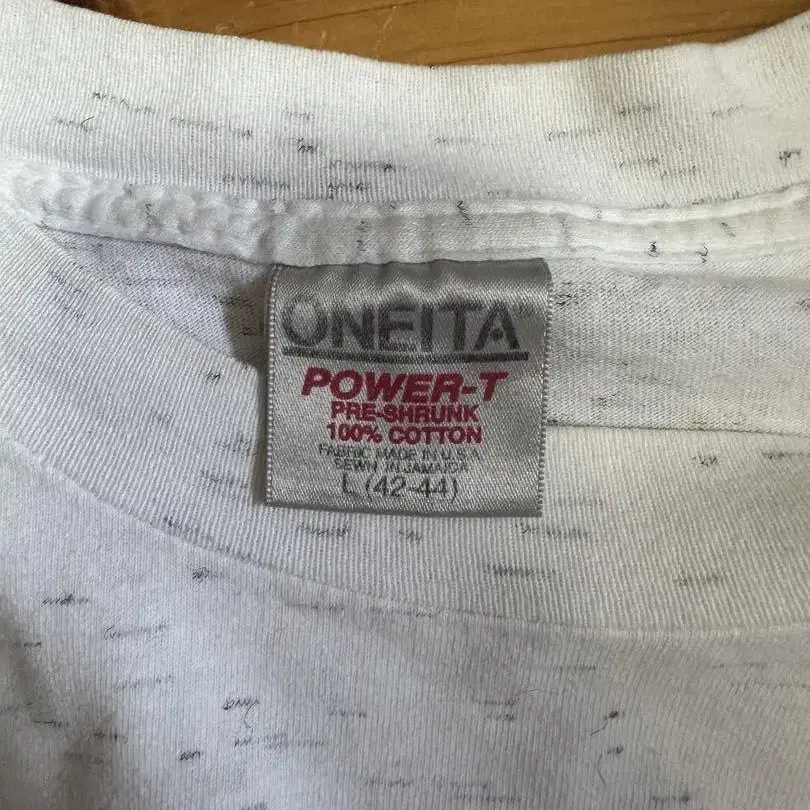 ONEITA
POWER-T
PRE-SHRUNK
100% COTTON
FABRIC MADE IN U.S.A
SEWN IN JAMAICA
L (42-44)